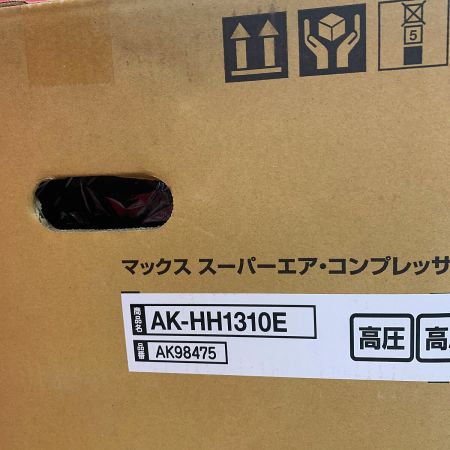 5
マックス スーパーエア・コンプレッサ
商品名 AK-HH1310E
品番 AK98475
高圧 高